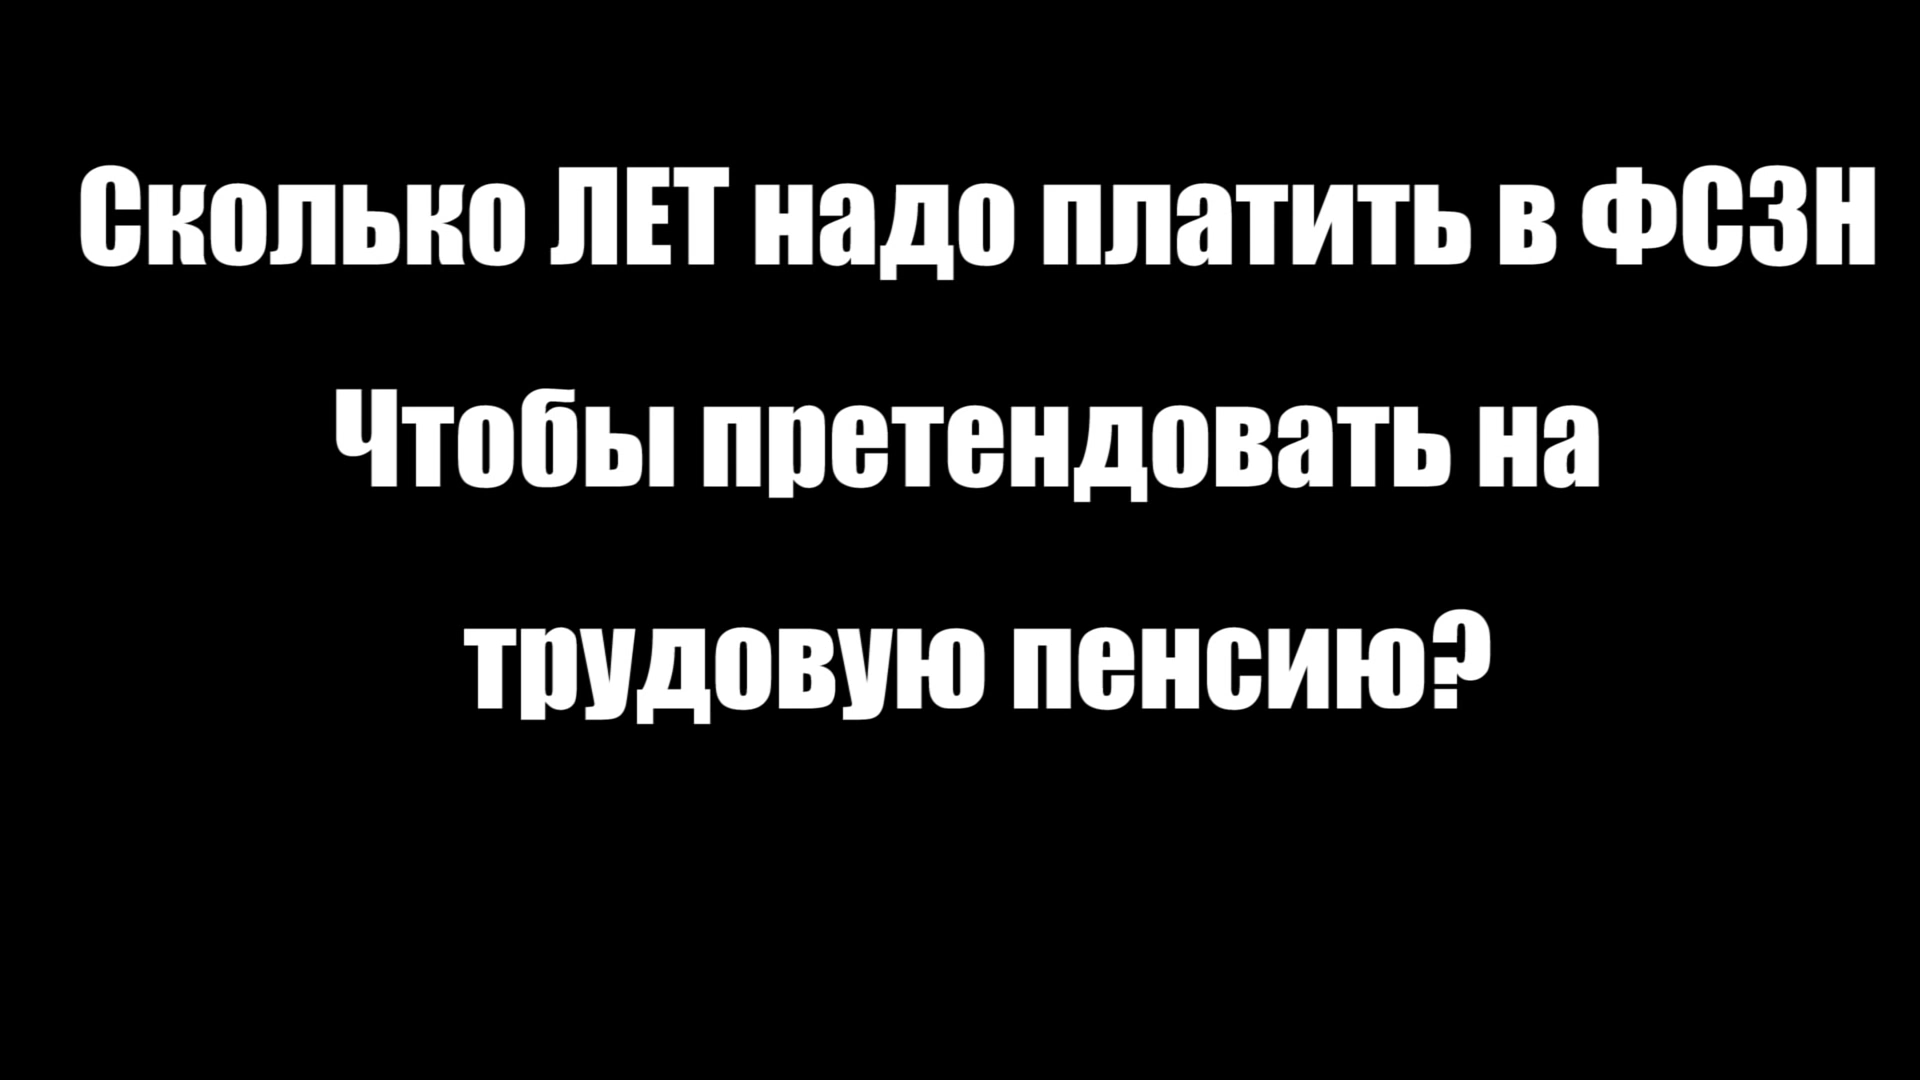 Сколько ЛЕТ надо платить в ФСЗН
Чтобы претендовать на
трудовую пенсию?